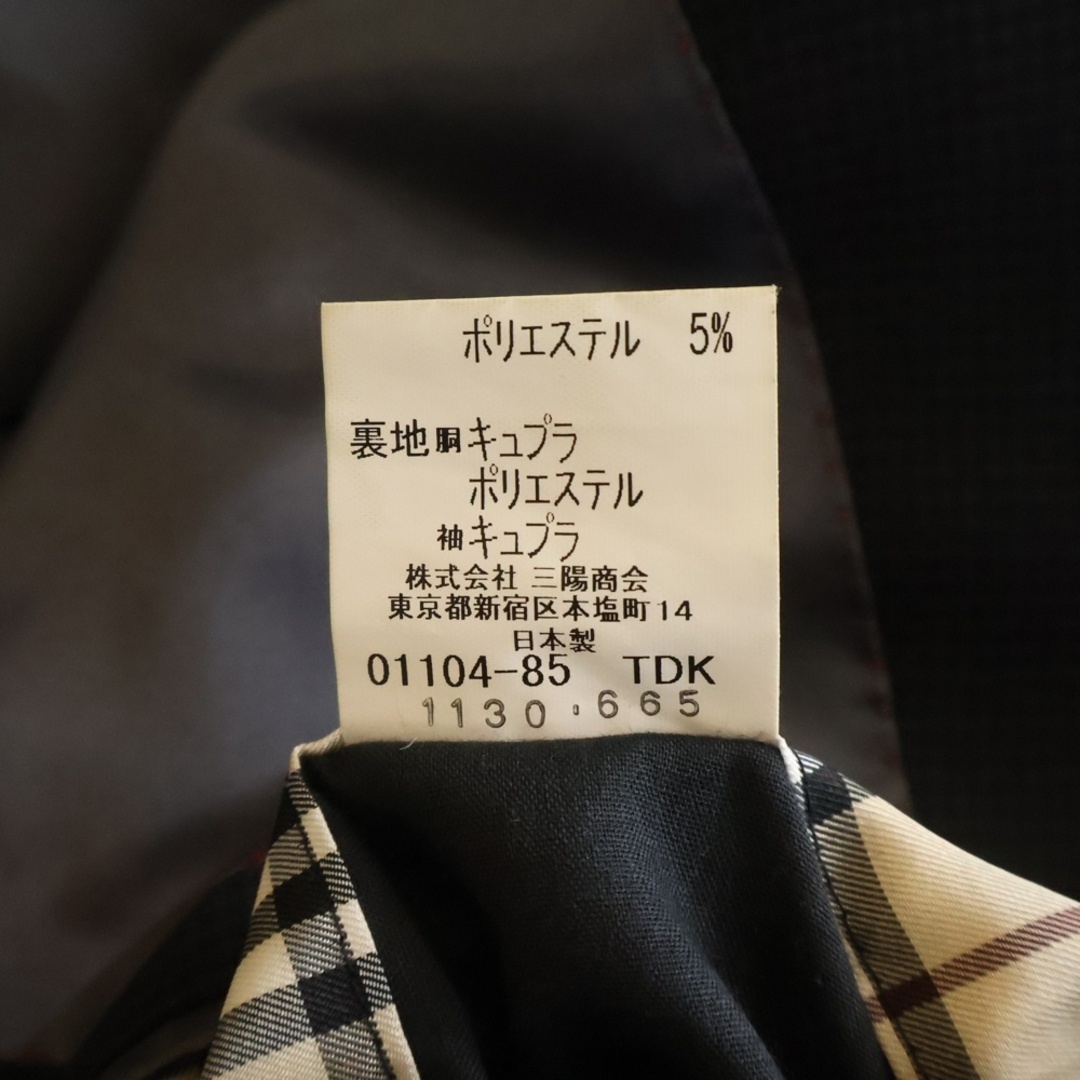 ポリエステル 5%
裏地胴キュプラ
ポリエステル
袖キュプラ
株式会社 三陽商会
東京都新宿区本塩町14
日本製
01104-85 TDK
1130・665